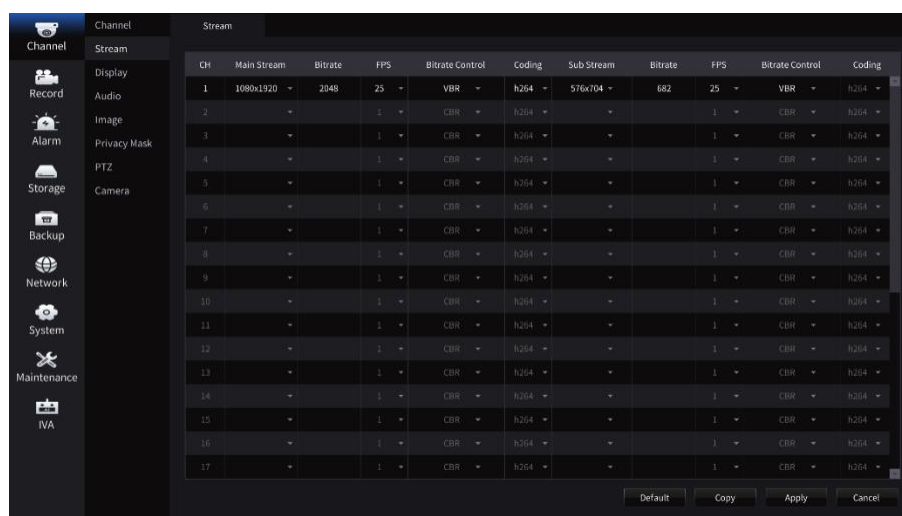 Channel
Record
Alarm
Storage
Backup
Network
System
Maintenance
IVA
Channel
Stream
Display
Audio
Image
Privacy Mask
PTZ
Camera
Stream
CH Main Stream Bitrate FPS Bitrate Control Coding Sub Stream Bitrate FPS Bitrate Control Coding
1 1080x1920 2048 25 VBR h264 576x704 682 25 VBR h264
2 1 CBR h264 1 CBR h264
3 1 CBR h264 1 CBR h264
4 1 CBR h264 1 CBR h264
5 1 CBR h264 1 CBR h264
6 1 CBR h264 1 CBR h264
7 1 CBR h264 1 CBR h264
8 1 CBR h264 1 CBR h264
9 1 CBR h264 1 CBR h264
10 1 CBR h264 1 CBR h264
11 1 CBR h264 1 CBR h264
12 1 CBR h264 1 CBR h264
13 1 CBR h264 1 CBR h264
14 1 CBR h264 1 CBR h264
15 1 CBR h264 1 CBR h264
16 1 CBR h264 1 CBR h264
17 1 CBR h264 1 CBR h264
Default Copy Apply Cancel